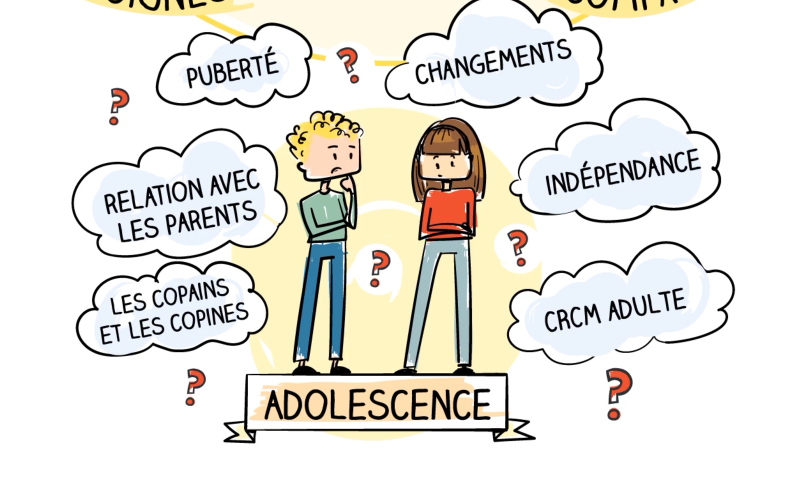 PUBERTÉ
?
CHANGEMENTS
?
RELATION AVEC
LES PARENTS
INDÉPENDANCE
?
?
LES COPAINS
ET LES COPINES
CRCM ADULTE
?
?
ADOLESCENCE